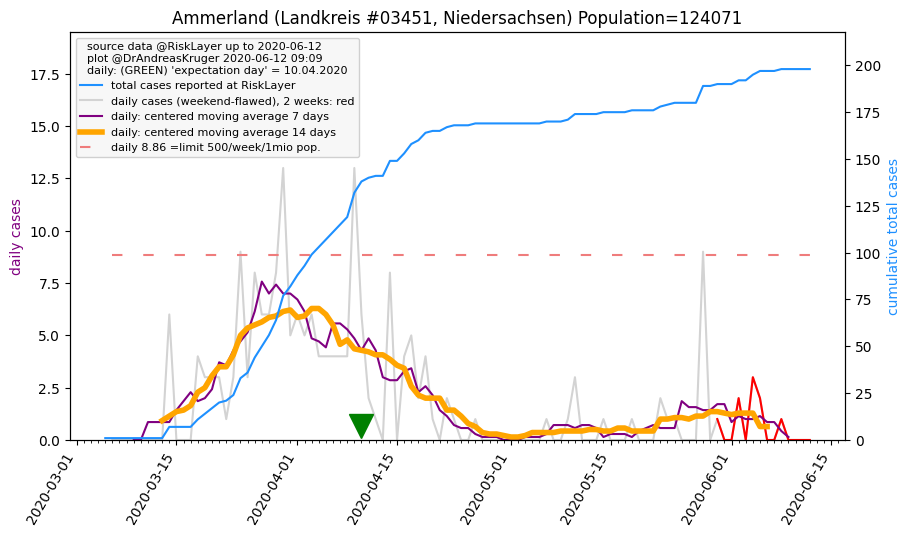 Ammerland (Landkreis #03451, Niedersachsen) Population=124071
source data @RiskLayer up to 2020-06-12
plot @DrAndreasKruger 2020-06-12 09:09
daily: (GREEN) 'expectation day' = 10.04.2020
total cases reported at RiskLayer
daily cases (weekend-flawed), 2 weeks: red
daily: centered moving average 7 days
daily: centered moving average 14 days
daily 8.86 =limit 500/week/1mio pop.
daily cases
17.5
15.0
12.5
10.0
7.5
5.0
2.5
0.0
200
175
150
125
100
75
50
25
0
cumulative total cases
2020-03-01
2020-03-15
2020-04-01
2020-04-15
2020-05-01
2020-05-15
2020-06-01
2020-06-15